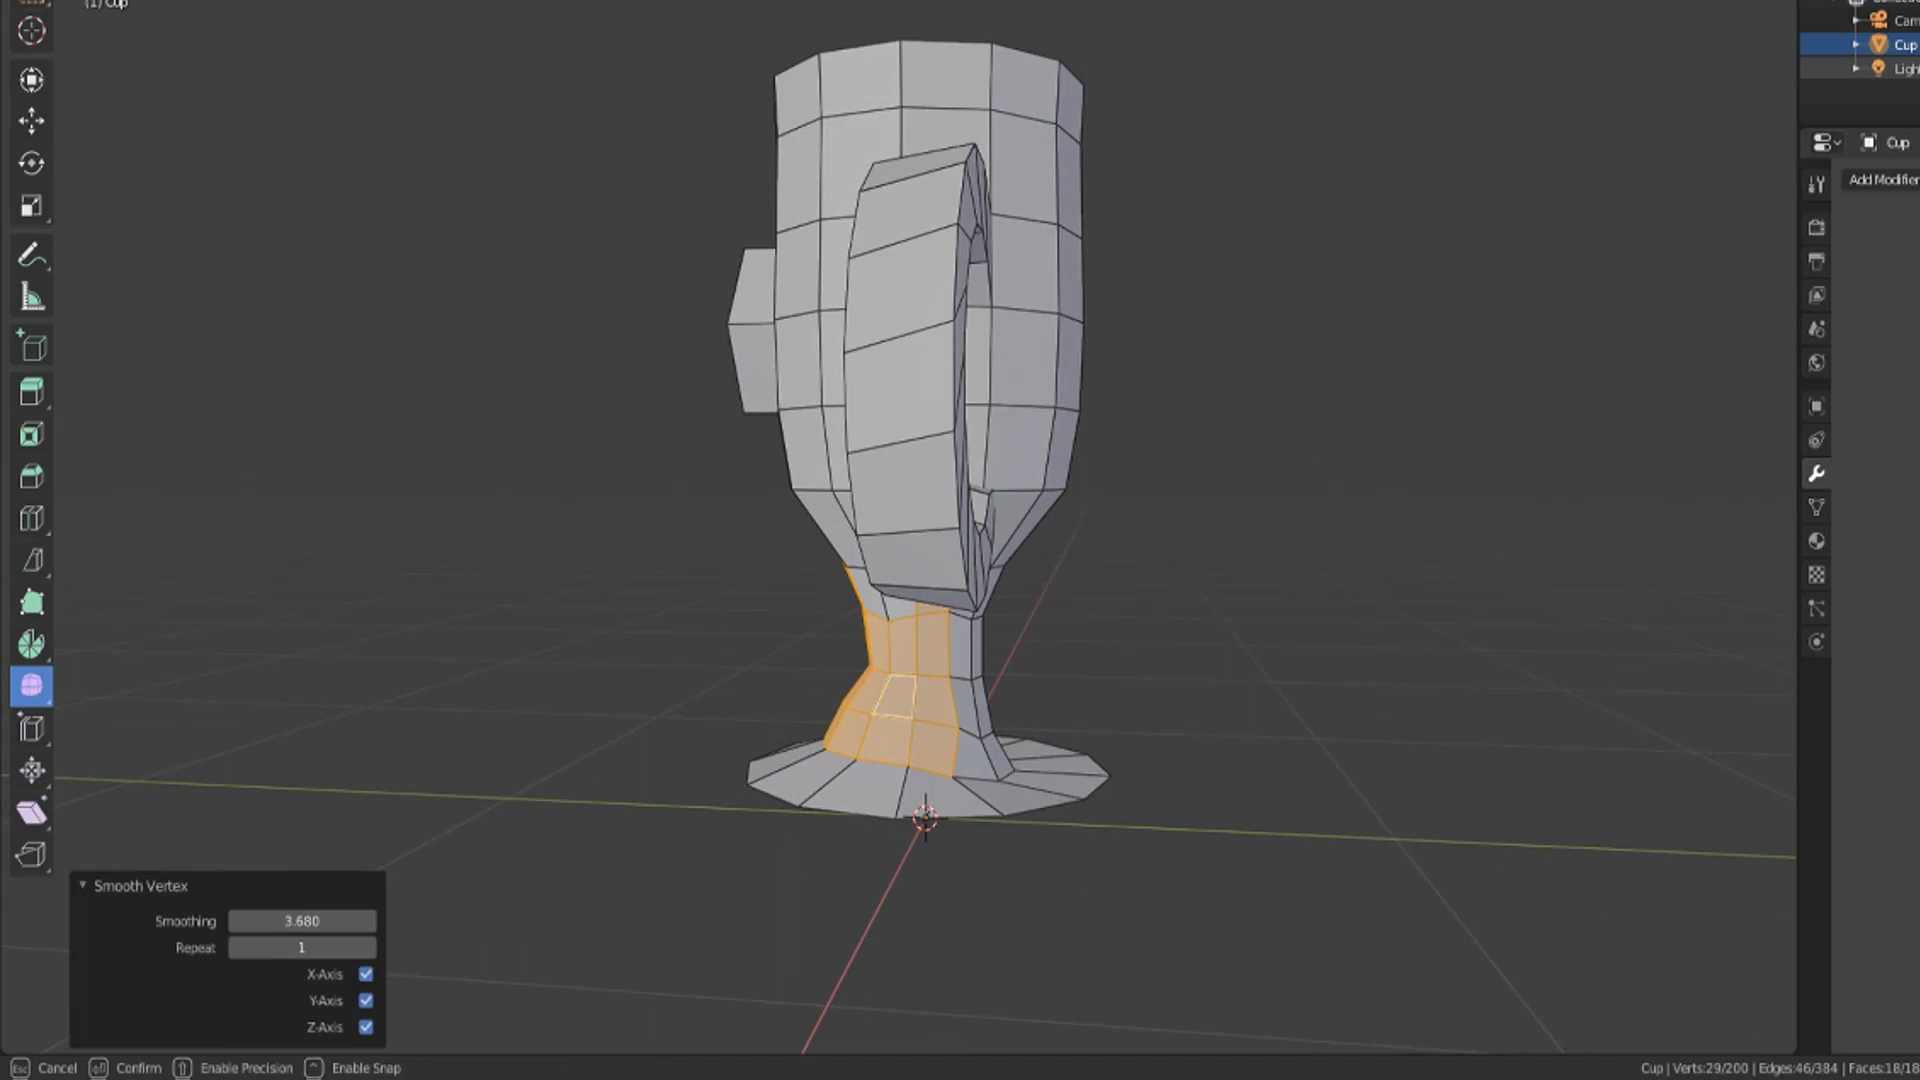 (1) Cup
Cam
Cup
Ligh
Cup
Add Modifier
Smooth Vertex
Smoothing 3.680
Repeat 1
X-Axis
Y-Axis
Z-Axis
Esc Cancel Confirm Enable Precision Enable Snap
Cup | Verts:29/200 | Edges:46/384 | Faces:18/18